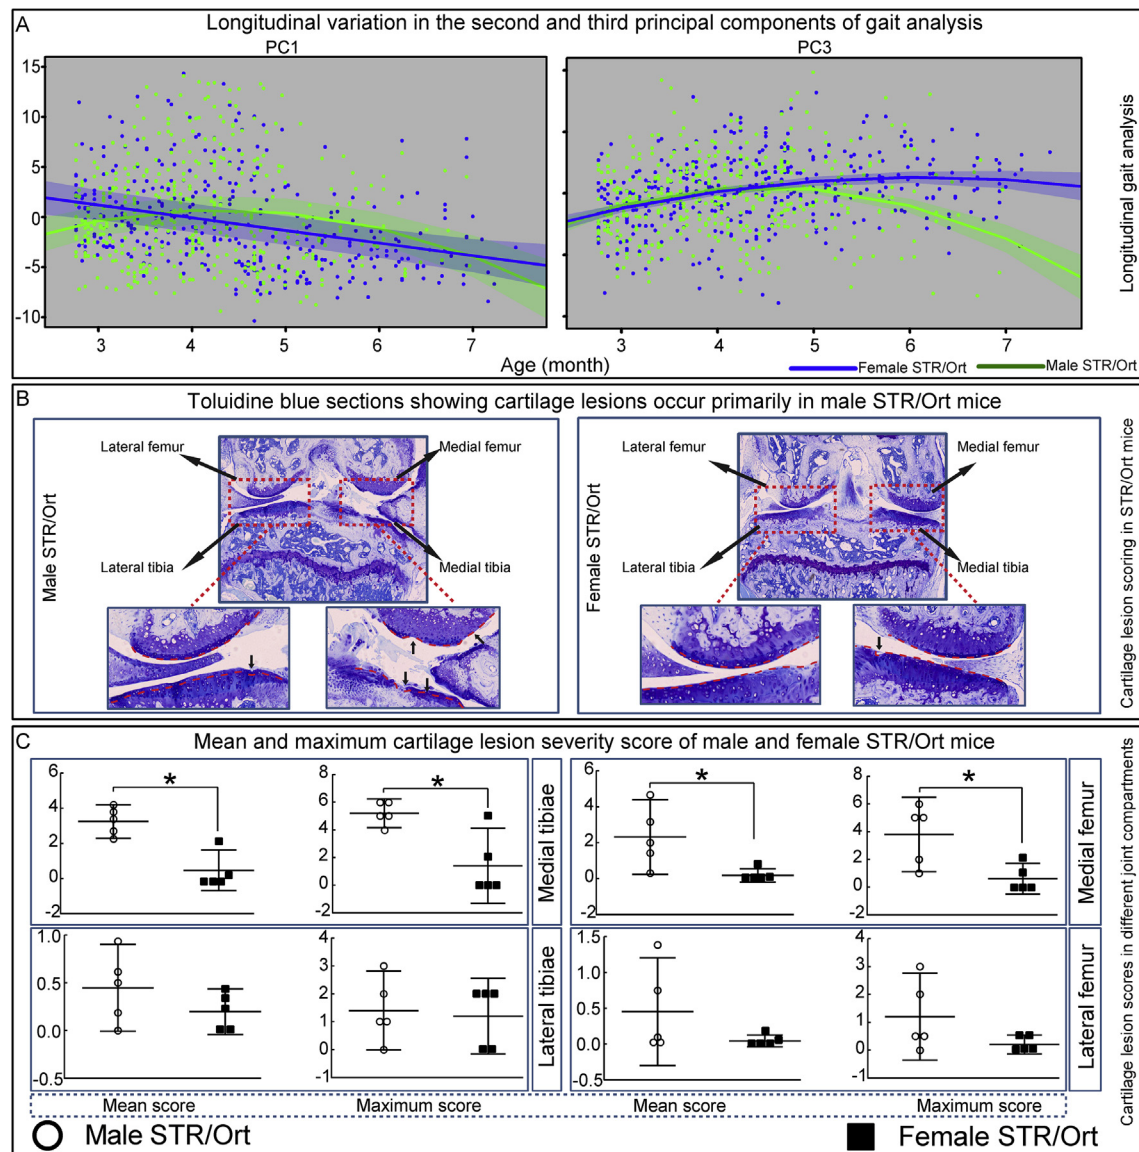 A Longitudinal variation in the second and third principal components of gait analysis
PC1 PC3
15
10
5
0
-5
-10
3 4 5 6 7 3 4 5 6 7
Age (month)
Female STR/Ort Male STR/Ort
Longitudinal gait analysis
B Toluidine blue sections showing cartilage lesions occur primarily in male STR/Ort mice
Male STR/Ort
Lateral femur Medial femur
Lateral tibia Medial tibia
Female STR/Ort
Lateral femur Medial femur
Lateral tibia Medial tibia
Cartilage lesion scoring in STR/Ort mice
C Mean and maximum cartilage lesion severity score of male and female STR/Ort mice
6
4
2
0
-2
*
8
6
4
2
0
-2
*
Medial tibiae
6
4
2
0
-2
*
8
6
4
2
0
-2
*
Medial femur
1.0
0.5
0.0
-0.5
4
3
2
1
0
-1
Lateral tibiae
1.5
1.0
0.5
0.0
-0.5
4
3
2
1
0
-1
Lateral femur
Mean score Maximum score Mean score Maximum score
Cartilage lesion scores in different joint compartments
Male STR/Ort Female STR/Ort